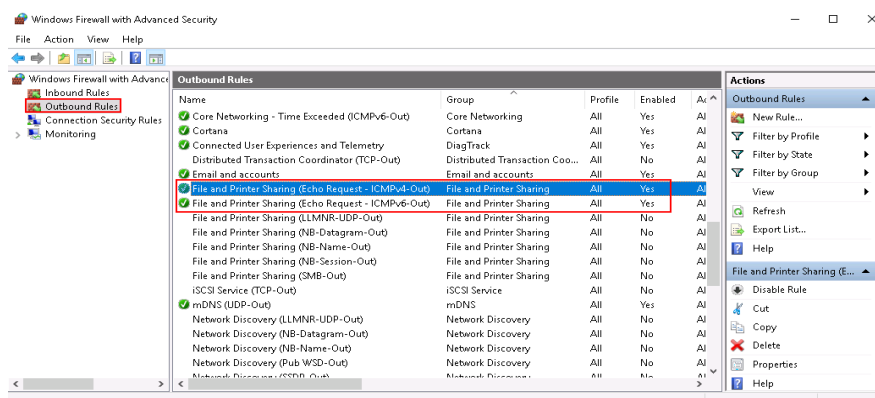 Windows Firewall with Advanced Security
File Action View Help
Windows Firewall with Advance
Inbound Rules
Outbound Rules
Connection Security Rules
Monitoring
Outbound Rules
Name Group Profile Enabled Ac
Core Networking - Time Exceeded (ICMPv6-Out) Core Networking All Yes Al
Cortana Cortana All Yes Al
Connected User Experiences and Telemetry DiagTrack All Yes Al
Distributed Transaction Coordinator (TCP-Out) Distributed Transaction Coo... All No Al
Email and accounts Email and accounts All Yes Al
File and Printer Sharing (Echo Request - ICMPv4-Out) File and Printer Sharing All Yes Al
File and Printer Sharing (Echo Request - ICMPv6-Out) File and Printer Sharing All Yes Al
File and Printer Sharing (LLMNR-UDP-Out) File and Printer Sharing All No Al
File and Printer Sharing (NB-Datagram-Out) File and Printer Sharing All No Al
File and Printer Sharing (NB-Name-Out) File and Printer Sharing All No Al
File and Printer Sharing (NB-Session-Out) File and Printer Sharing All No Al
File and Printer Sharing (SMB-Out) File and Printer Sharing All No Al
iSCSI Service (TCP-Out) iSCSI Service All No Al
mDNS (UDP-Out) mDNS All Yes Al
Network Discovery (LLMNR-UDP-Out) Network Discovery All No Al
Network Discovery (NB-Datagram-Out) Network Discovery All No Al
Network Discovery (NB-Name-Out) Network Discovery All No Al
Network Discovery (Pub WSD-Out) Network Discovery All No Al
Network Discovery (SSDP-Out) Network Discovery All No Al
Actions
Outbound Rules
New Rule...
Filter by Profile
Filter by State
Filter by Group
View
Refresh
Export List...
Help
File and Printer Sharing (E...
Disable Rule
Cut
Copy
Delete
Properties
Help